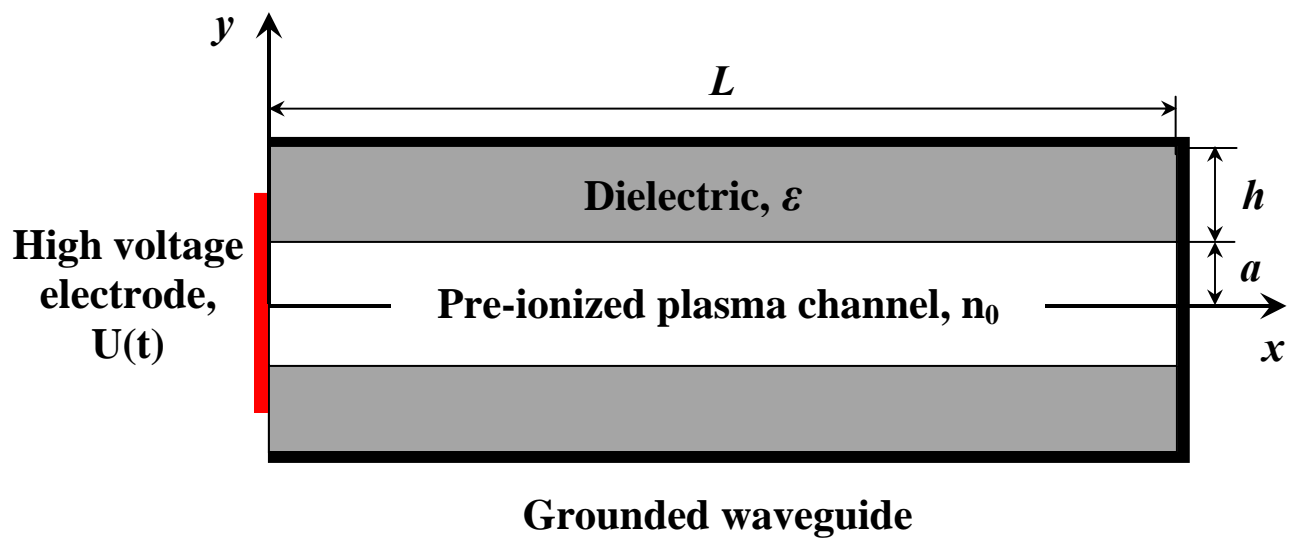 y
L
Dielectric, ε
h
High voltage
electrode,
U(t)
a
Pre-ionized plasma channel, n₀
x
Grounded waveguide